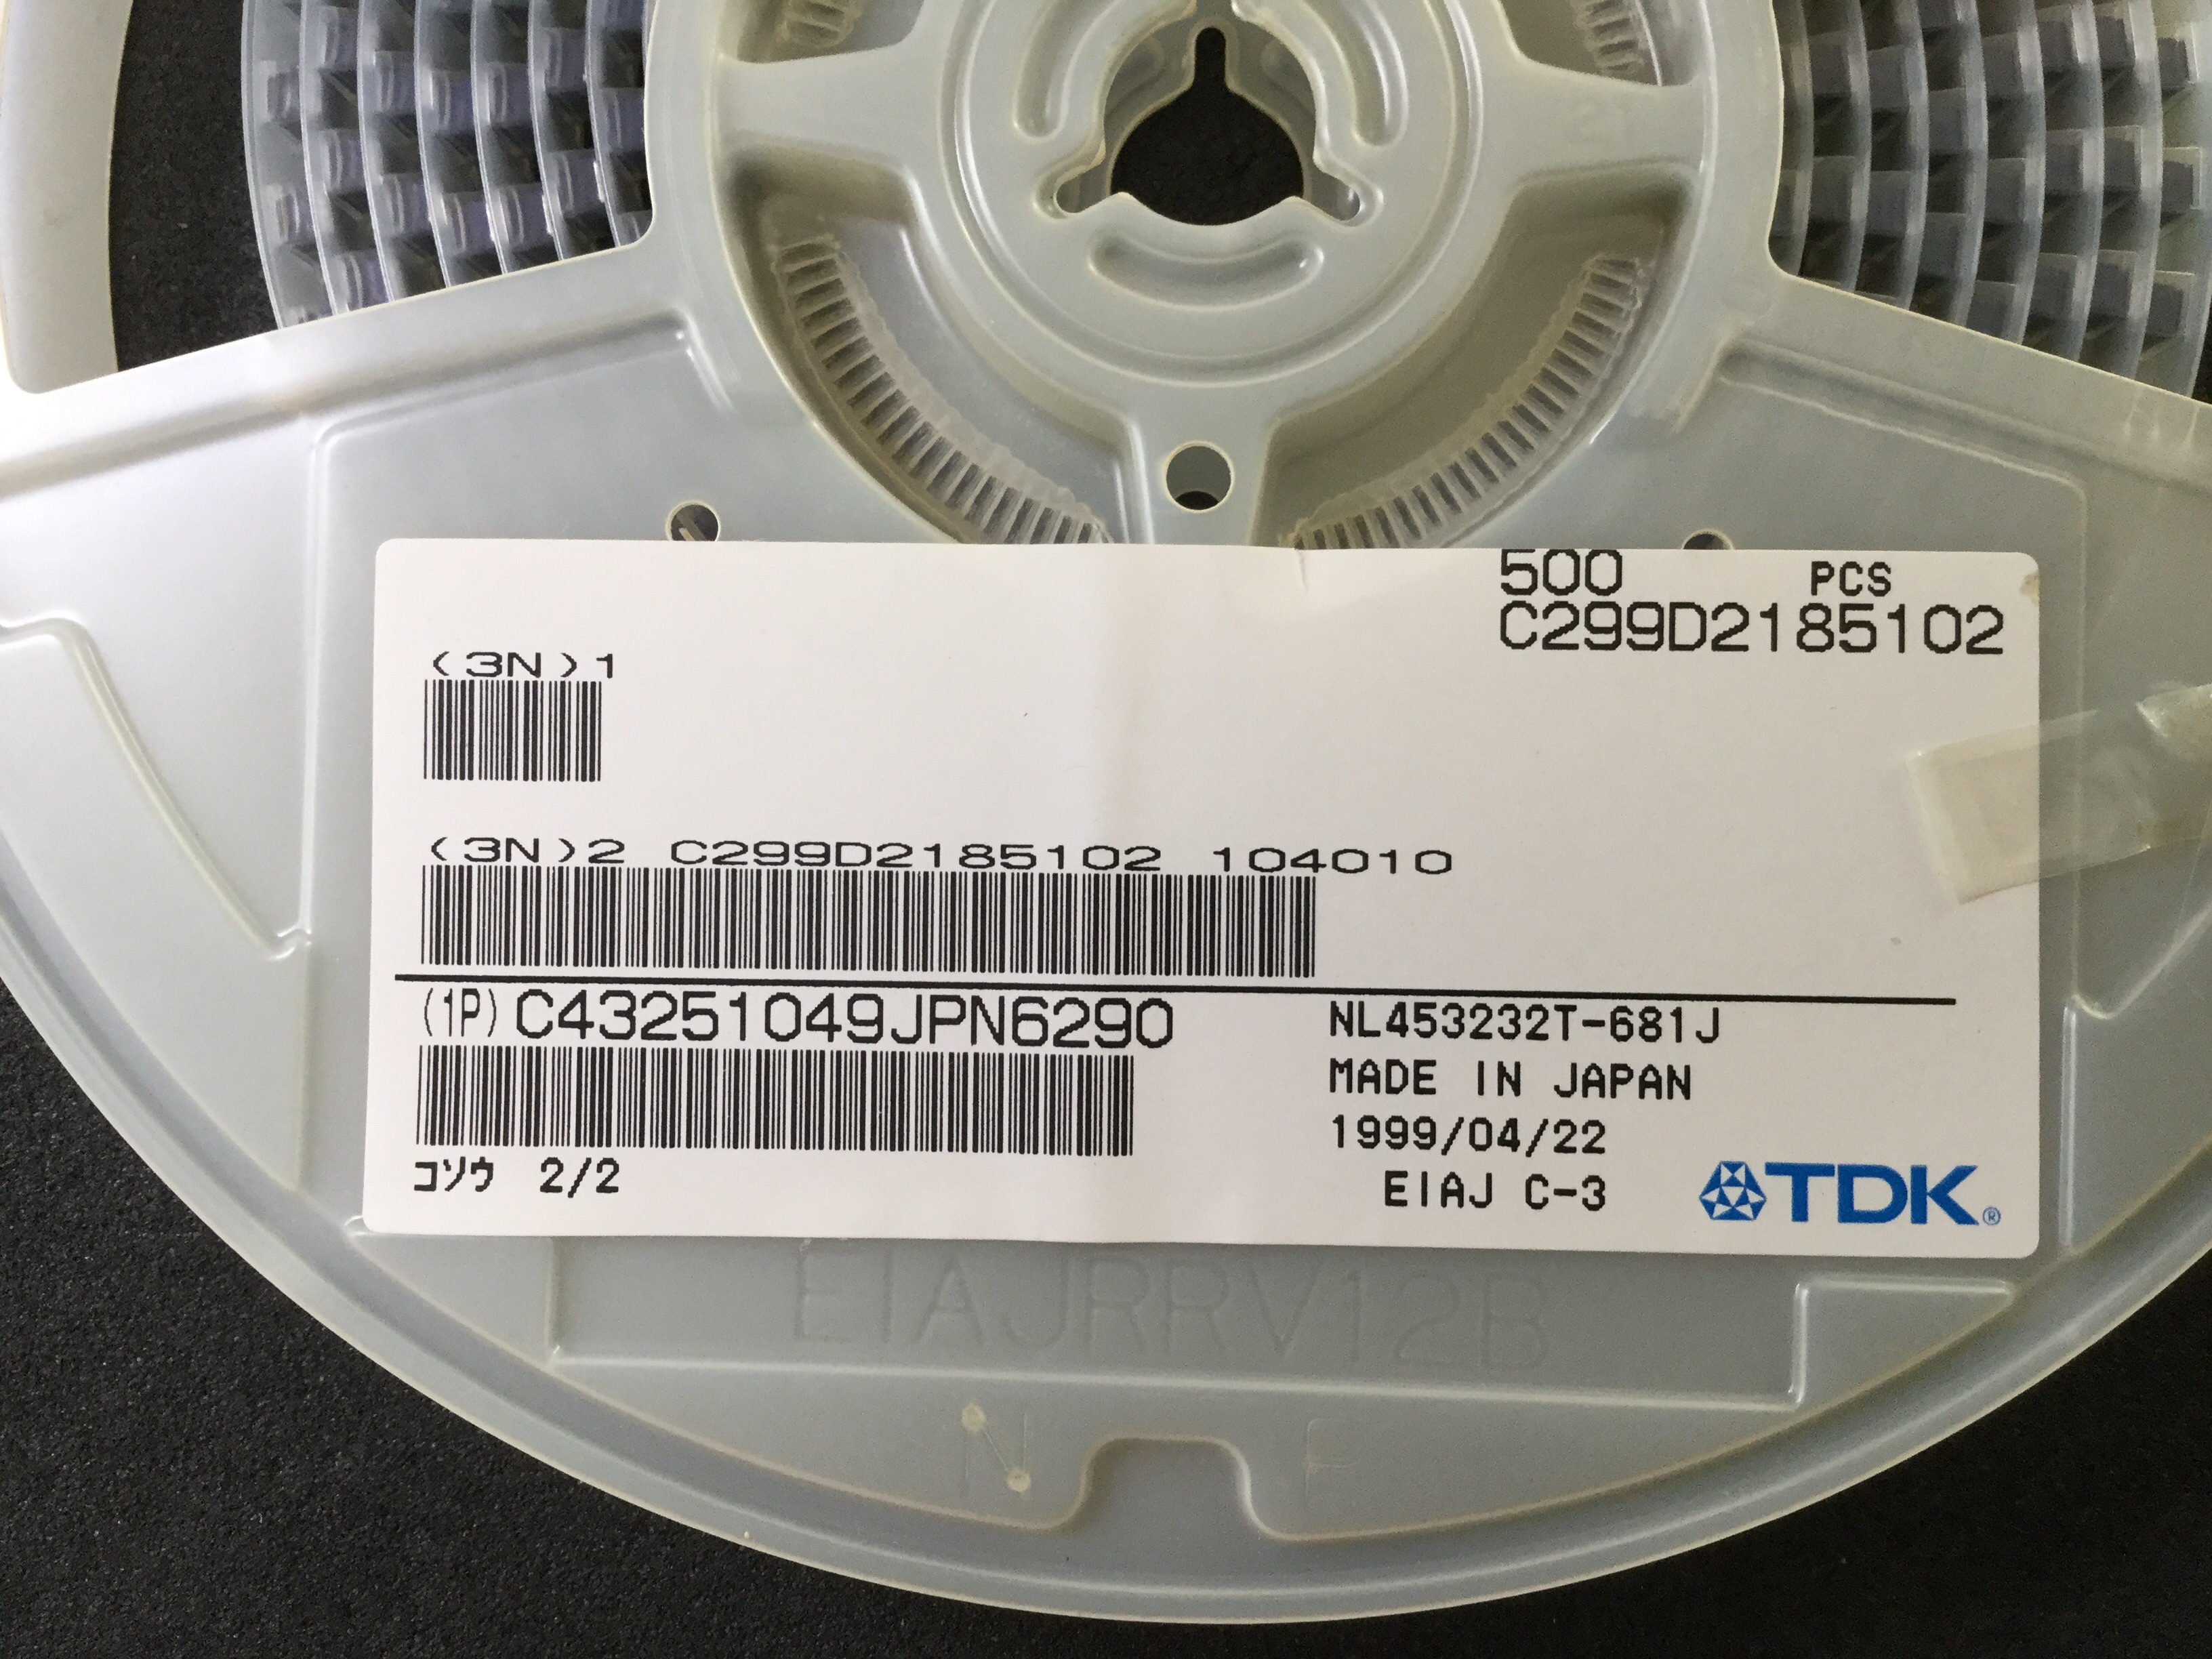 500 PCS
C299D2185102
(3N)1
(3N)2 C299D2185102 104010
(1P)C43251049JPN6290
NL453232T-681J
MADE IN JAPAN
1999/04/22
コソウ 2/2
EIAJ C-3
TDK®
EIAJRRV12B
N P